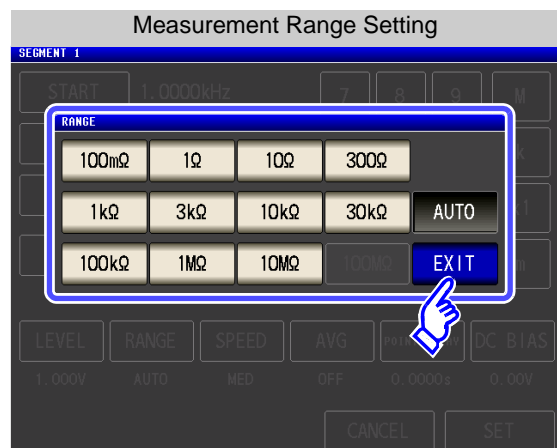 Measurement Range Setting
SEGMENT 1
START 1.0000kHz 7 8 9 M
RANGE
100mΩ 1Ω 10Ω 300Ω
k
1kΩ 3kΩ 10kΩ 30kΩ AUTO
100kΩ 1MΩ 10MΩ 100MΩ EXIT
m
LEVEL RANGE SPEED AVG DC BIAS
1.000V AUTO MED OFF 0.0000s 0.00V
CANCEL SET